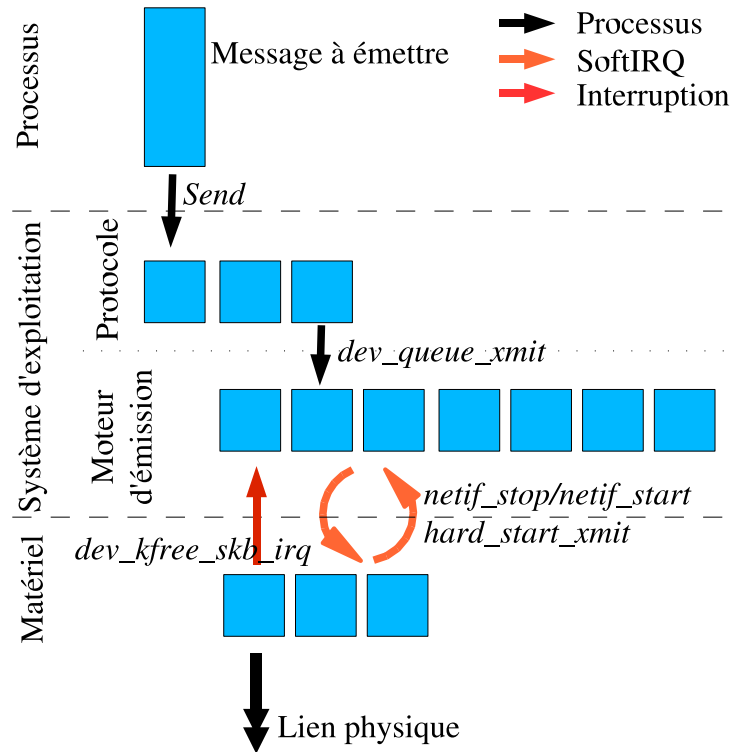 Processus
Message à émettre
Processus
SoftIRQ
Interruption
Send
Système d'exploitation
Protocole
dev_queue_xmit
Moteur
d'émission
netif_stop/netif_start
hard_start_xmit
Matériel
dev_kfree_skb_irq
Lien physique